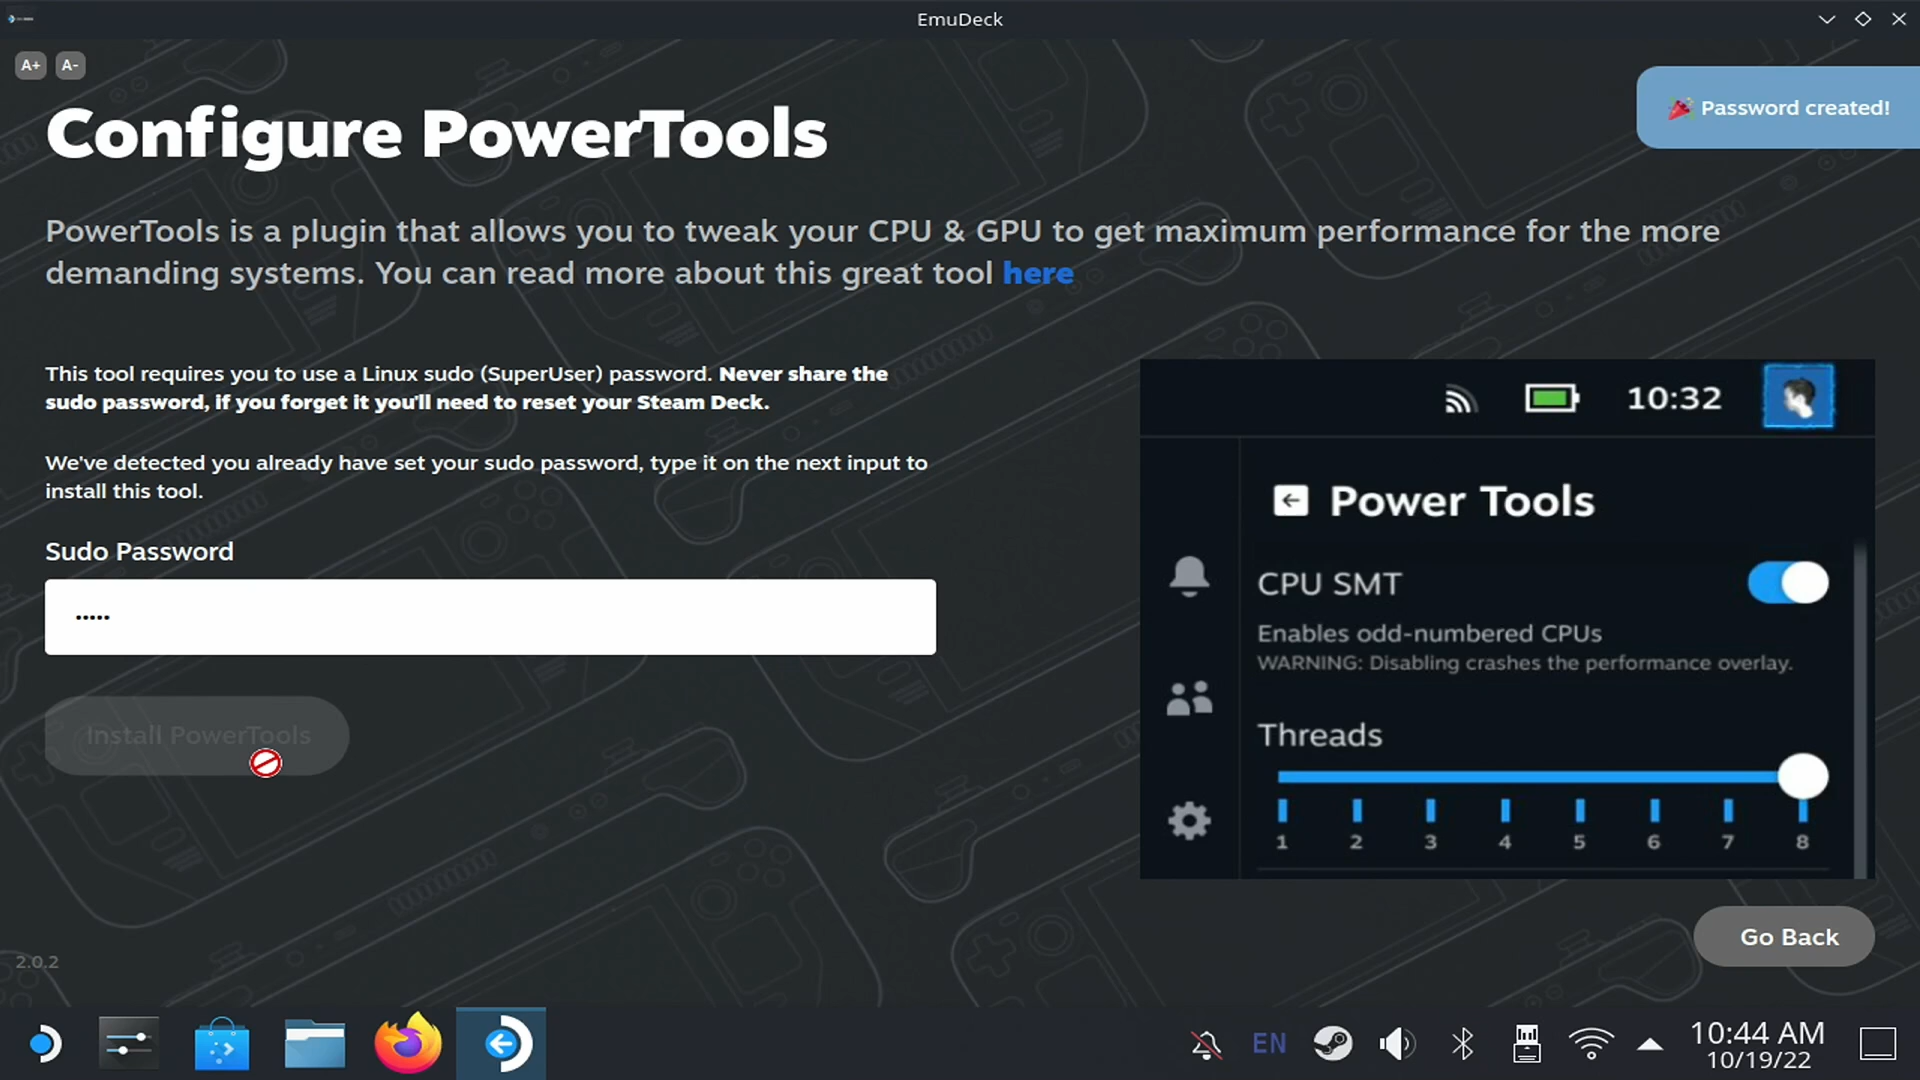 EmuDeck
A+ A-
Configure PowerTools
🎉 Password created!
PowerTools is a plugin that allows you to tweak your CPU & GPU to get maximum performance for the more
demanding systems. You can read more about this great tool here
This tool requires you to use a Linux sudo (SuperUser) password. Never share the
sudo password, if you forget it you'll need to reset your Steam Deck.
We've detected you already have set your sudo password, type it on the next input to
install this tool.
Sudo Password
•••••
Install PowerTools
10:32
Power Tools
CPU SMT
Enables odd-numbered CPUs
WARNING: Disabling crashes the performance overlay.
Threads
1 2 3 4 5 6 7 8
Go Back
2.0.2
EN
10:44 AM
10/19/22